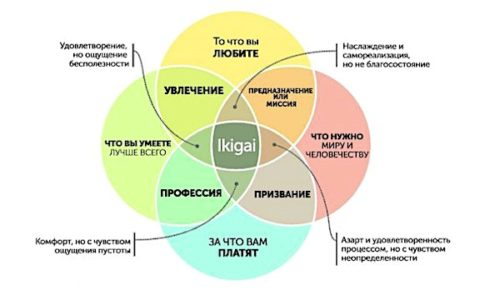 Удовлетворение,
но ощущение
бесполезности
То что вы
ЛЮБИТЕ
Наслаждение и
самореализация,
но не благосостояние
УВЛЕЧЕНИЕ
ПРЕДНАЗНАЧЕНИЕ
ИЛИ
МИССИЯ
ЧТО ВЫ УМЕЕТЕ
ЛУЧШЕ ВСЕГО
Ikigai
ЧТО НУЖНО
МИРУ И
ЧЕЛОВЕЧЕСТВУ
ПРОФЕССИЯ
ПРИЗВАНИЕ
Комфорт, но с чувством
ощущения пустоты
ЗА ЧТО ВАМ
ПЛАТЯТ
Азарт и удовлетворенность
процессом, но с чувством
неопределенности